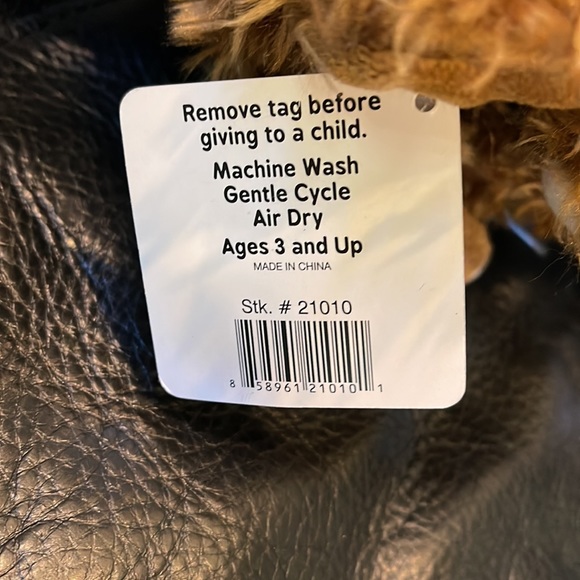 Remove tag before
giving to a child.
Machine Wash
Gentle Cycle
Air Dry
Ages 3 and Up
MADE IN CHINA
Stk. # 21010
8 58961 21010 1